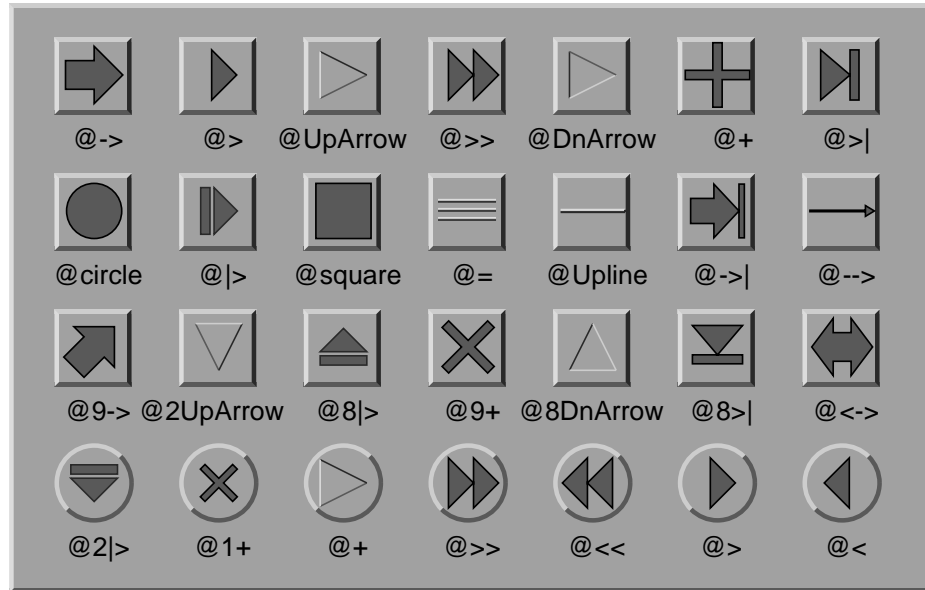 @-> @> @UpArrow @>> @DnArrow @+ @>|
@circle @|> @square @= @Upline @->| @-->
@9-> @2UpArrow @8|> @9+ @8DnArrow @8>| @<->
@2|> @1+ @+ @>> @<< @> @<